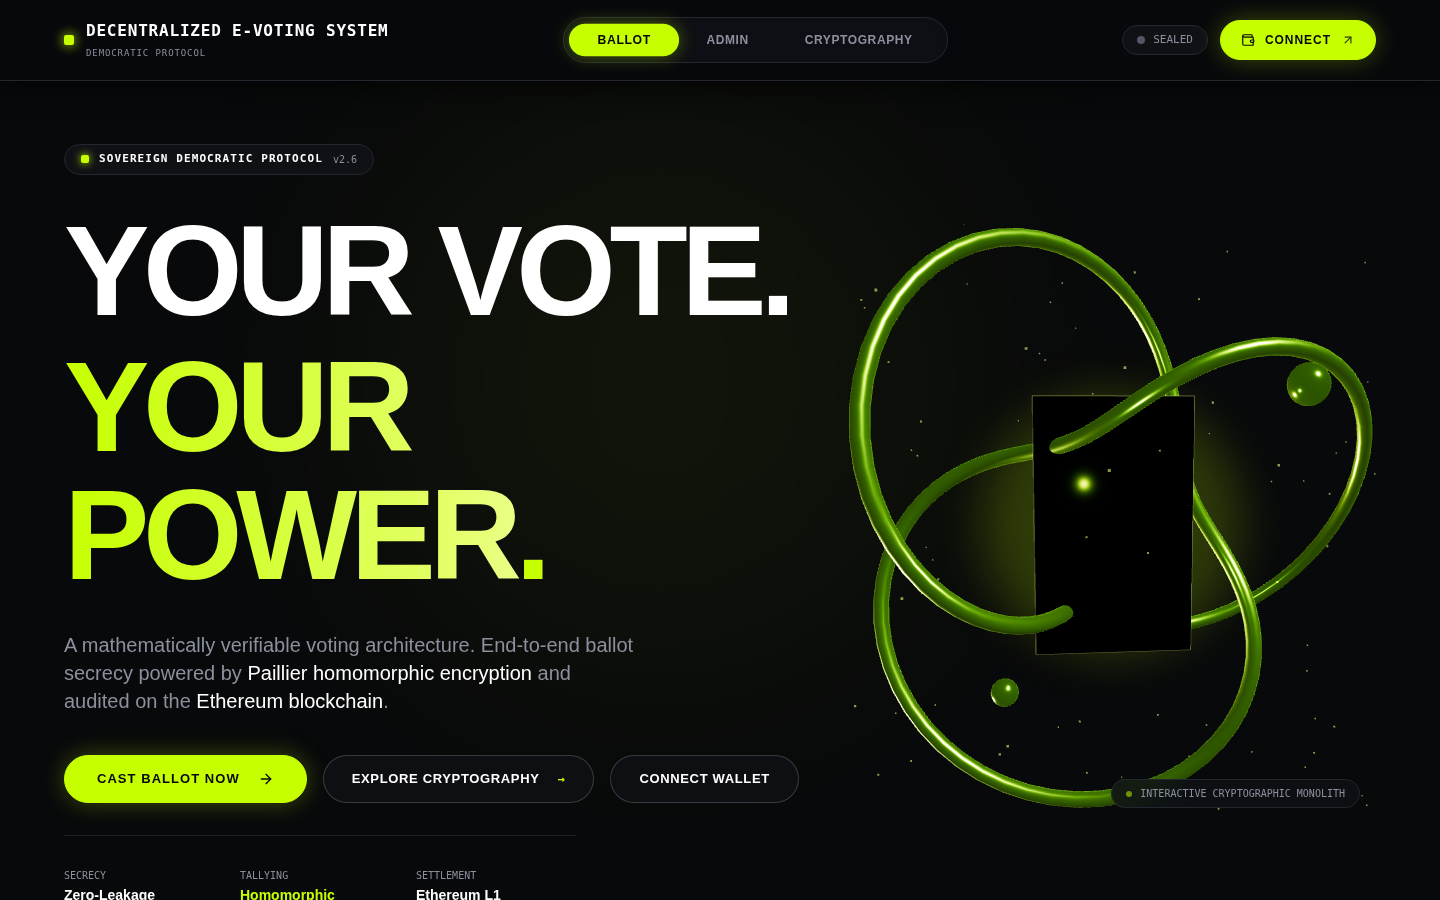 DECENTRALIZED E-VOTING SYSTEM
DEMOCRATIC PROTOCOL
BALLOT
ADMIN
CRYPTOGRAPHY
SEALED
CONNECT
SOVEREIGN DEMOCRATIC PROTOCOL v2.6
YOUR VOTE.
YOUR
POWER.
A mathematically verifiable voting architecture. End-to-end ballot
secrecy powered by Paillier homomorphic encryption and
audited on the Ethereum blockchain.
CAST BALLOT NOW →
EXPLORE CRYPTOGRAPHY →
CONNECT WALLET
INTERACTIVE CRYPTOGRAPHIC MONOLITH
SECRECY
Zero-Leakage
TALLYING
Homomorphic
SETTLEMENT
Ethereum L1